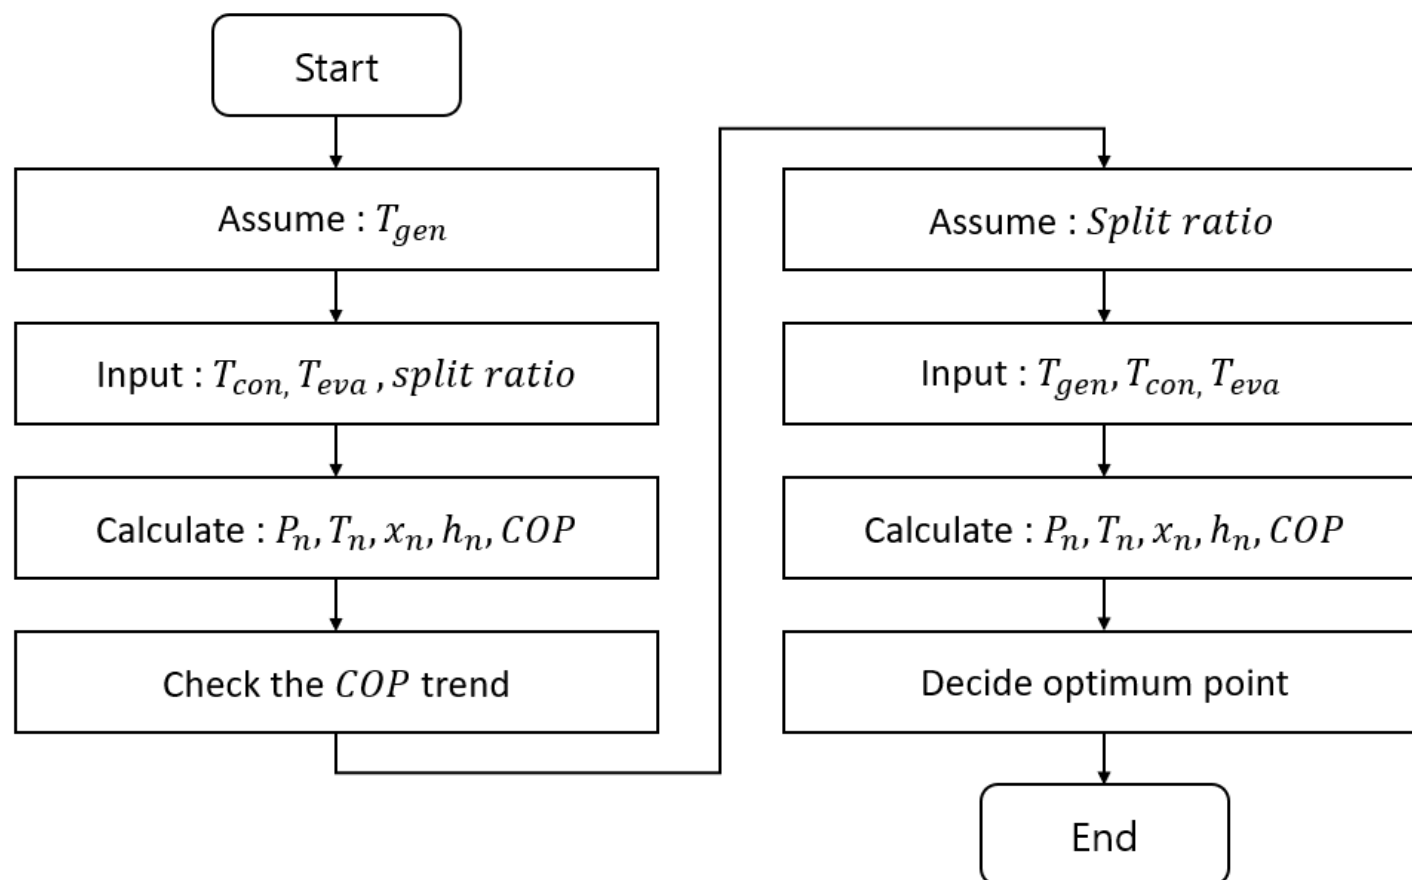 Start
Assume : T_gen
Input : T_con, T_eva , split ratio
Calculate : P_n, T_n, x_n, h_n, COP
Check the COP trend
Assume : Split ratio
Input : T_gen, T_con, T_eva
Calculate : P_n, T_n, x_n, h_n, COP
Decide optimum point
End